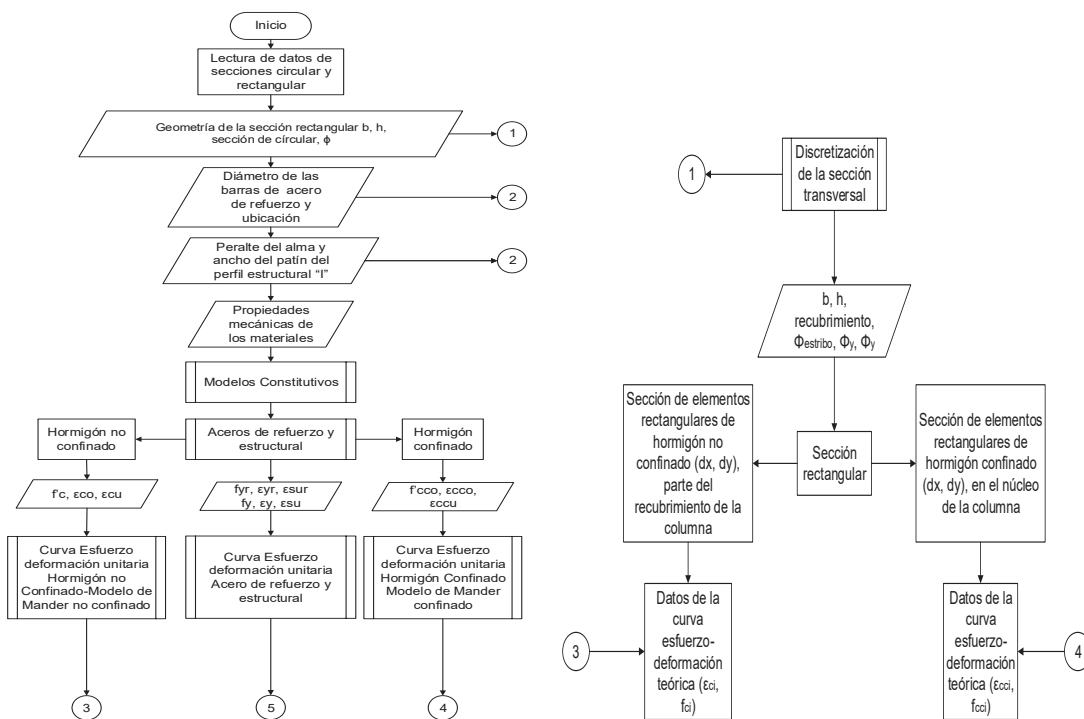 Inicio
Lectura de datos de
secciones circular y
rectangular
Geometría de la sección rectangular b, h,
sección de círcular, ϕ
1
Diámetro de las
barras de acero
de refuerzo y
ubicación
2
Peralte del alma y
ancho del patín del
perfil estructural “I”
2
Propiedades
mecánicas de
los materiales
Modelos Constitutivos
Hormigón no
confinado
Aceros de refuerzo y
estructural
Hormigón
confinado
f'c, εco, εcu
fyr, εyr, εsur
fy, εy, εsu
f'cco, εcco,
εccu
Curva Esfuerzo
deformación unitaria
Hormigón no
Confinado-Modelo de
Mander no confinado
Curva Esfuerzo
deformación unitaria
Acero de refuerzo y
estructural
Curva Esfuerzo
deformación unitaria
Hormigón Confinado
Modelo de Mander
confinado
3
5
4
1
Discretización
de la sección
transversal
b, h,
recubrimiento,
Φestribo, Φy, Φy
Sección de elementos
rectangulares de
hormigón no
confinado (dx, dy),
parte del
recubrimiento de la
columna
Sección
rectangular
Sección de elementos
rectangulares de
hormigón confinado
(dx, dy), en el núcleo
de la columna
3
Datos de la
curva
esfuerzo-
deformación
teórica (εci,
fci)
Datos de la
curva
esfuerzo-
deformación
teórica (εcci,
fcci)
4